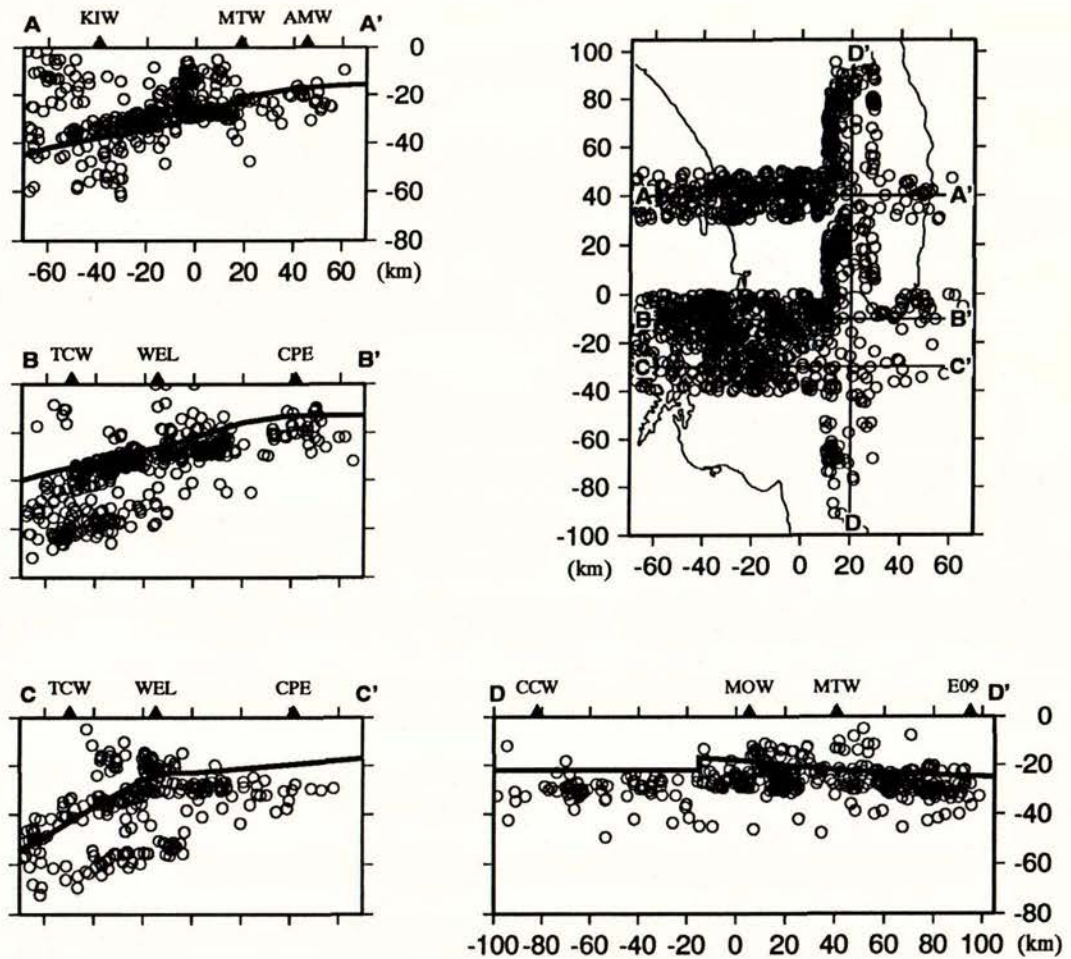 A KIW MTW AMW A'
0
-20
-40
-60
-80
-60 -40 -20 0 20 40 60 (km)
B TCW WEL CPE B'
C TCW WEL CPE C'
100
80
60
40
20
0
-20
-40
-60
-80
-100
D'
A A'
B B'
C C'
D
(km) -60 -40 -20 0 20 40 60
D CCW MOW MTW E09 D'
0
-20
-40
-60
-80
-100 -80 -60 -40 -20 0 20 40 60 80 100 (km)